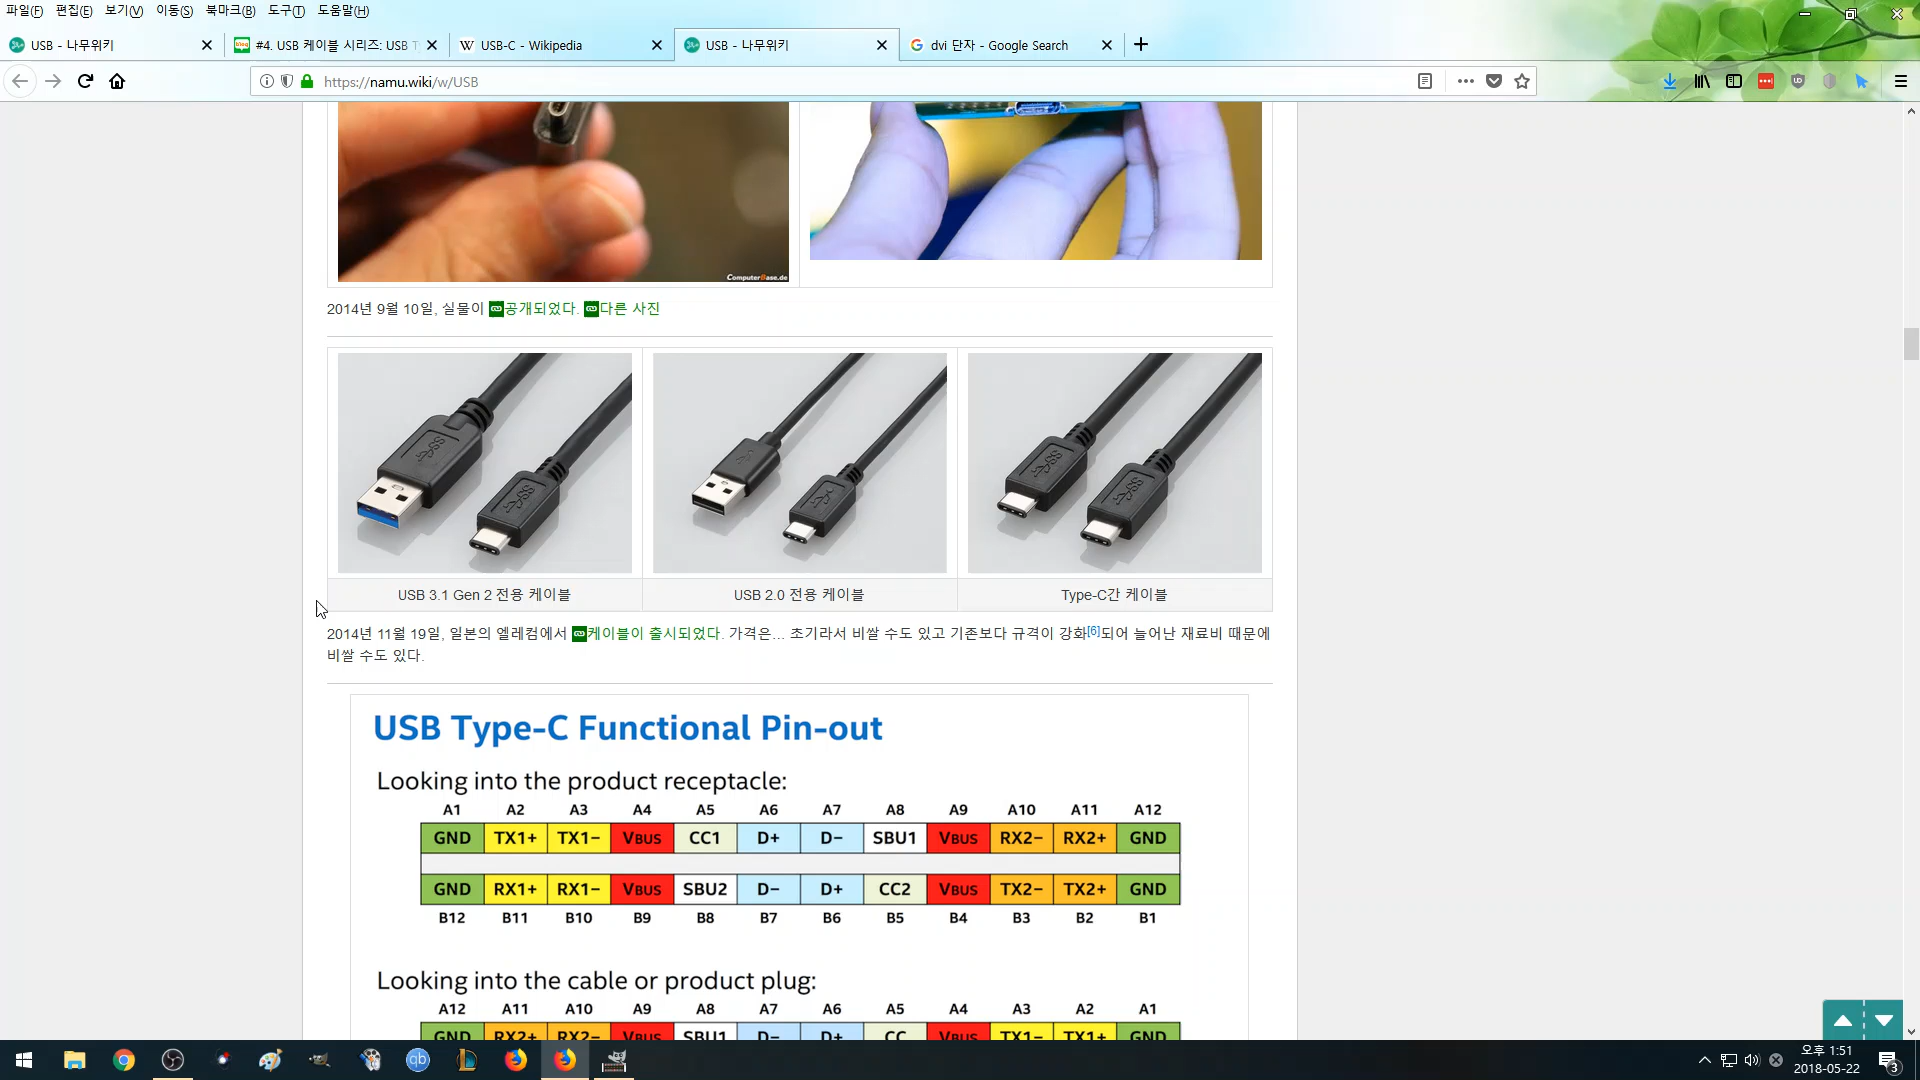 파일(F) 편집(E) 보기(V) 이동(S) 북마크(B) 도구(T) 도움말(H)
USB - 나무위키
#4. USB 케이블 시리즈: USB T
USB-C - Wikipedia
USB - 나무위키
dvi 단자 - Google Search
https://namu.wiki/w/USB
ComputerBase.de
2014년 9월 10일, 실물이 공개되었다. 다른 사진
USB 3.1 Gen 2 전용 케이블
USB 2.0 전용 케이블
Type-C간 케이블
2014년 11월 19일, 일본의 엘레컴에서 케이블이 출시되었다. 가격은... 초기라서 비쌀 수도 있고 기존보다 규격이 강화[6]되어 늘어난 재료비 때문에
비쌀 수도 있다.
USB Type-C Functional Pin-out
Looking into the product receptacle:
A1 A2 A3 A4 A5 A6 A7 A8 A9 A10 A11 A12
GND TX1+ TX1− VBUS CC1 D+ D− SBU1 VBUS RX2− RX2+ GND
GND RX1+ RX1− VBUS SBU2 D− D+ CC2 VBUS TX2− TX2+ GND
B12 B11 B10 B9 B8 B7 B6 B5 B4 B3 B2 B1
Looking into the cable or product plug:
A12 A11 A10 A9 A8 A7 A6 A5 A4 A3 A2 A1
GND RX2+ RX2− VBUS SBU1 D− D+ CC VBUS TX1− TX1+ GND
오후 1:51
2018-05-22
3